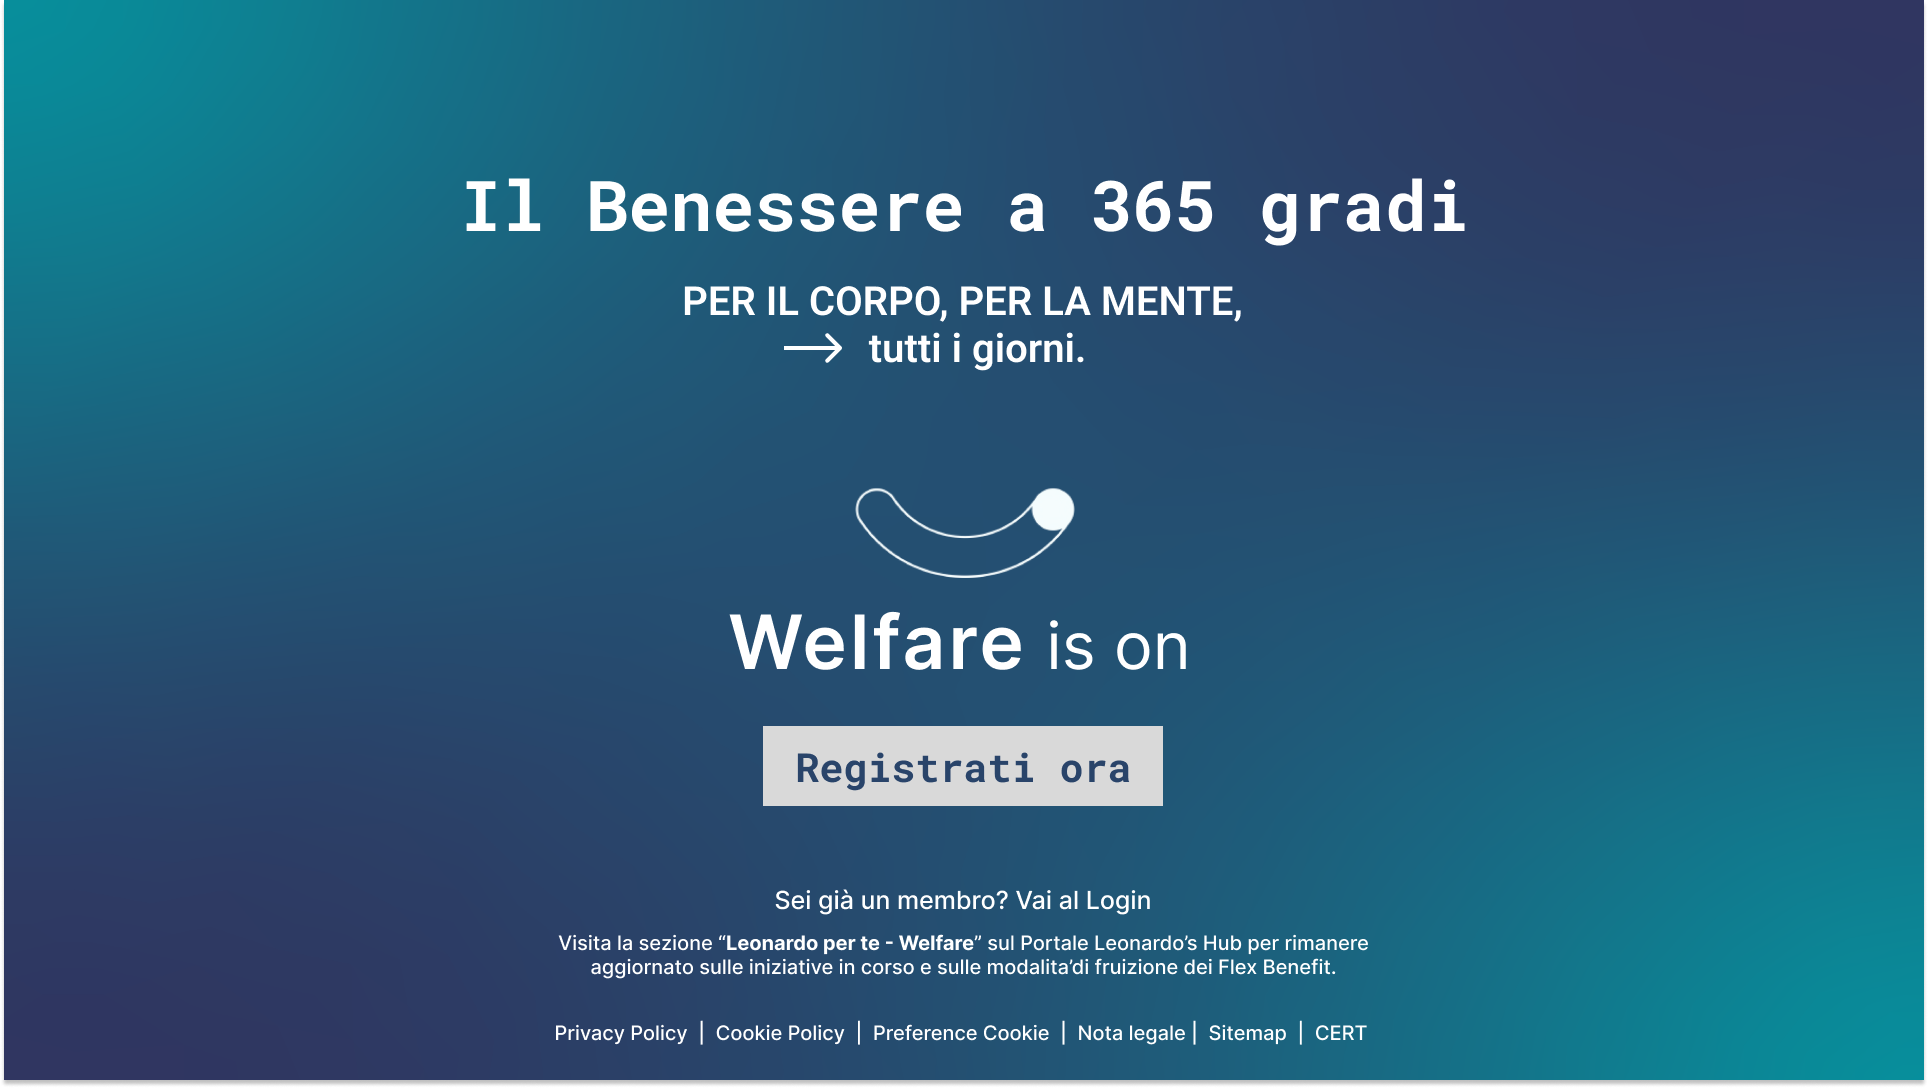 Il Benessere a 365 gradi
PER IL CORPO, PER LA MENTE,
tutti i giorni.
Welfare is on
Registrati ora
Sei già un membro? Vai al Login
Visita la sezione “Leonardo per te - Welfare” sul Portale Leonardo’s Hub per rimanere
aggiornato sulle iniziative in corso e sulle modalita’di fruizione dei Flex Benefit.
Privacy Policy | Cookie Policy | Preference Cookie | Nota legale | Sitemap | CERT